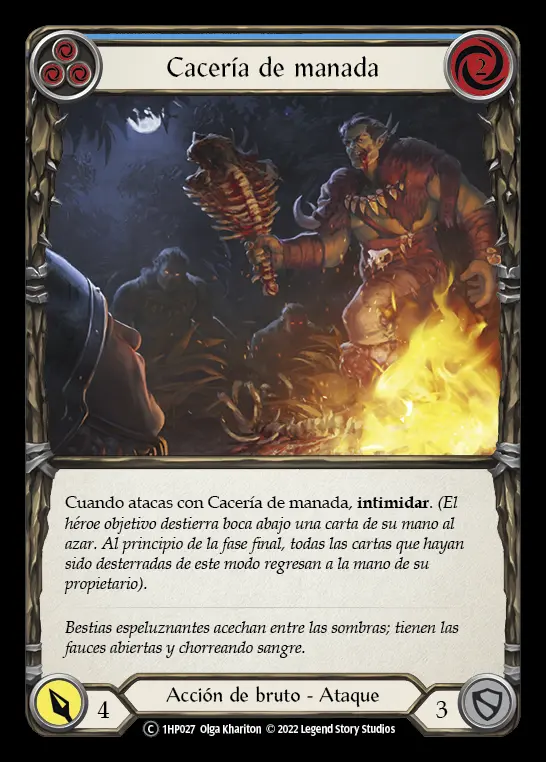 Cacería de manada
2
Cuando atacas con Cacería de manada, intimidar. (El
héroe objetivo destierra boca abajo una carta de su mano al
azar. Al principio de la fase final, todas las cartas que hayan
sido desterradas de este modo regresan a la mano de su
propietario).
Bestias espeluznantes acechan entre las sombras; tienen las
fauces abiertas y chorreando sangre.
4
Acción de bruto - Ataque
3
C 1HP027 Olga Khariton © 2022 Legend Story Studios